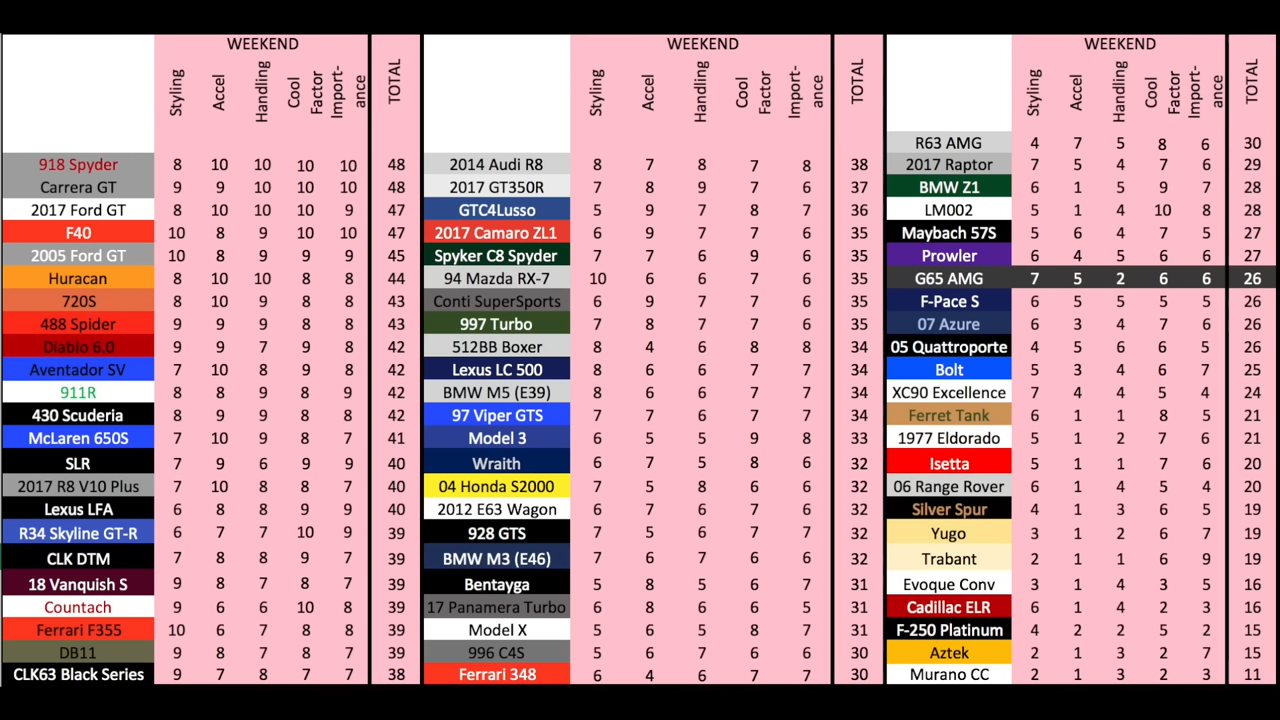 WEEKEND
Styling Accel Handling Cool Factor Import-ance TOTAL
918 Spyder 8 10 10 10 10 48
Carrera GT 9 9 10 10 10 48
2017 Ford GT 8 10 10 10 9 47
F40 10 8 9 10 10 47
2005 Ford GT 10 8 9 9 9 45
Huracan 8 10 10 8 8 44
720S 8 10 9 8 8 43
488 Spider 9 9 9 8 8 43
Diablo 6.0 9 9 7 9 8 42
Aventador SV 7 10 8 9 8 42
911R 8 8 9 8 9 42
430 Scuderia 8 9 9 8 8 42
McLaren 650S 7 10 9 8 7 41
SLR 7 9 6 9 9 40
2017 R8 V10 Plus 7 10 8 8 7 40
Lexus LFA 6 8 8 9 9 40
R34 Skyline GT-R 6 7 7 10 9 39
CLK DTM 7 8 8 9 7 39
18 Vanquish S 9 8 7 8 7 39
Countach 9 6 6 10 8 39
Ferrari F355 10 6 7 8 8 39
DB11 9 8 7 8 7 39
CLK63 Black Series 9 7 8 7 7 38
WEEKEND
Styling Accel Handling Cool Factor Import-ance TOTAL
2014 Audi R8 8 7 8 7 8 38
2017 GT350R 7 8 9 7 6 37
GTC4Lusso 5 9 7 8 7 36
2017 Camaro ZL1 6 9 7 7 6 35
Spyker C8 Spyder 7 7 6 9 6 35
94 Mazda RX-7 10 6 6 7 6 35
Conti SuperSports 6 9 7 7 6 35
997 Turbo 7 8 7 7 6 35
512BB Boxer 8 4 6 8 8 34
Lexus LC 500 8 6 6 7 7 34
BMW M5 (E39) 8 6 6 7 7 34
97 Viper GTS 7 7 6 7 7 34
Model 3 6 5 5 9 8 33
Wraith 6 7 5 8 6 32
04 Honda S2000 7 5 8 6 6 32
2012 E63 Wagon 6 7 6 7 6 32
928 GTS 7 5 6 7 7 32
BMW M3 (E46) 7 6 7 6 6 32
Bentayga 5 8 5 6 7 31
17 Panamera Turbo 6 8 6 6 5 31
Model X 5 6 5 8 7 31
996 C4S 5 6 7 6 6 30
Ferrari 348 6 4 6 7 7 30
WEEKEND
Styling Accel Handling Cool Factor Import-ance TOTAL
R63 AMG 4 7 5 8 6 30
2017 Raptor 7 5 4 7 6 29
BMW Z1 6 1 5 9 7 28
LM002 5 1 4 10 8 28
Maybach 57S 5 6 4 7 5 27
Prowler 6 4 5 6 6 27
G65 AMG 7 5 2 6 6 26
F-Pace S 6 5 5 5 5 26
07 Azure 6 3 4 7 6 26
05 Quattroporte 4 5 6 6 5 26
Bolt 5 3 4 6 7 25
XC90 Excellence 7 4 4 5 4 24
Ferret Tank 6 1 1 8 5 21
1977 Eldorado 5 1 2 7 6 21
Isetta 5 1 1 7 6 20
06 Range Rover 6 1 4 5 4 20
Silver Spur 4 1 3 6 5 19
Yugo 3 1 3 5 7 19
Trabant 2 1 1 6 9 19
Evoque Conv 3 1 4 3 5 16
Cadillac ELR 6 1 4 2 3 16
F-250 Platinum 4 2 2 5 2 15
Aztek 2 2 2 2 7 15
Murano CC 2 1 3 2 3 11